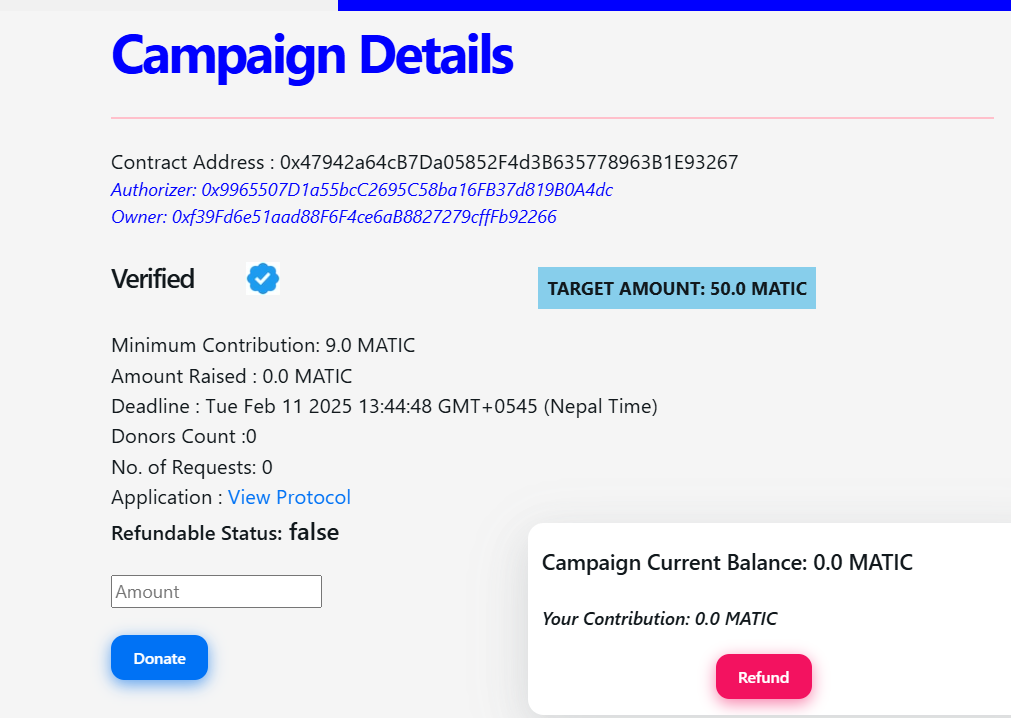 Campaign Details
Contract Address : 0x47942a64cB7Da05852F4d3B635778963B1E93267
Authorizer: 0x9965507D1a55bcC2695C58ba16FB37d819B0A4dc
Owner: 0xf39Fd6e51aad88F6F4ce6aB8827279cffFb92266
Verified
TARGET AMOUNT: 50.0 MATIC
Minimum Contribution: 9.0 MATIC
Amount Raised : 0.0 MATIC
Deadline : Tue Feb 11 2025 13:44:48 GMT+0545 (Nepal Time)
Donors Count :0
No. of Requests: 0
Application : View Protocol
Refundable Status: false
Amount
Donate
Campaign Current Balance: 0.0 MATIC
Your Contribution: 0.0 MATIC
Refund